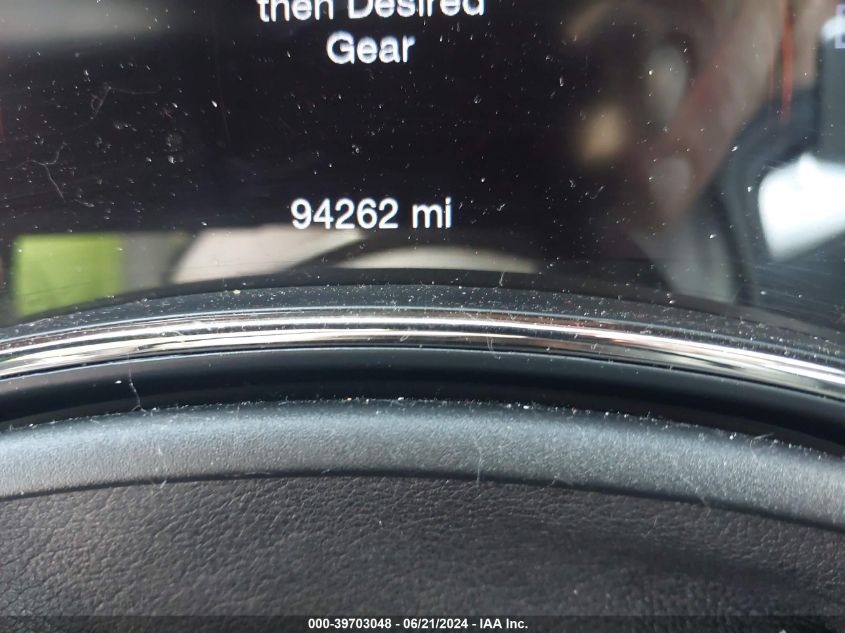 then Desired
Gear
94262 mi
000-39703048 - 06/21/2024 - IAA Inc.